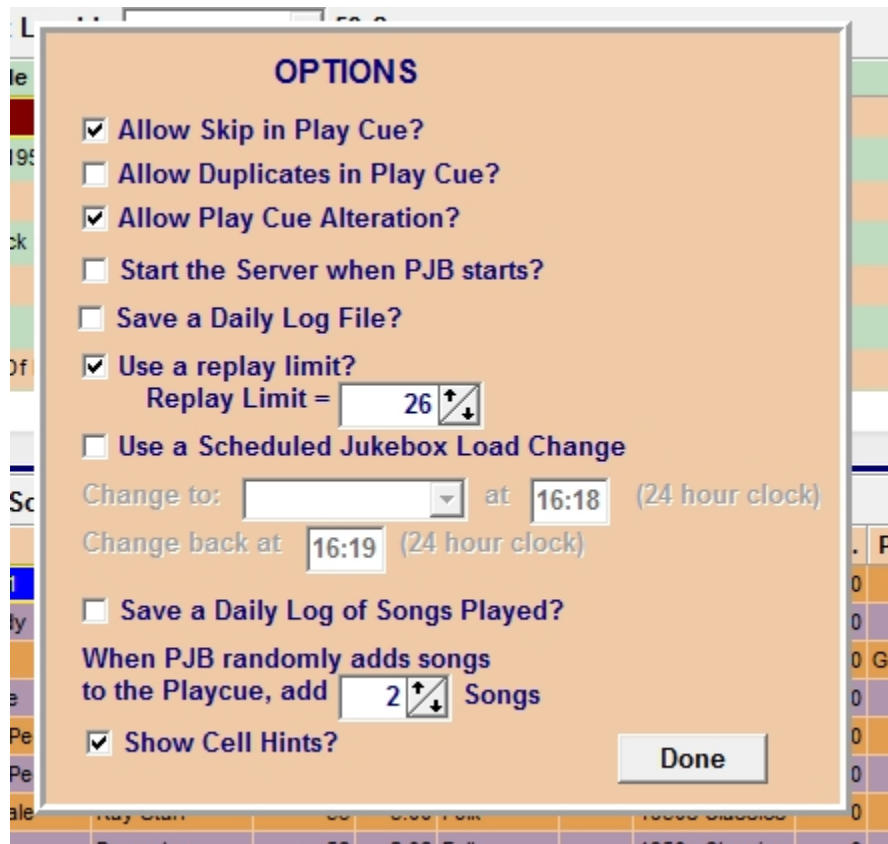 OPTIONS
Allow Skip in Play Cue?
Allow Duplicates in Play Cue?
Allow Play Cue Alteration?
Start the Server when PJB starts?
Save a Daily Log File?
Use a replay limit?
Replay Limit = 26
Use a Scheduled Jukebox Load Change
Change to: at 16:18 (24 hour clock)
Change back at 16:19 (24 hour clock)
Save a Daily Log of Songs Played?
When PJB randomly adds songs
to the Playcue, add 2 Songs
Show Cell Hints?
Done